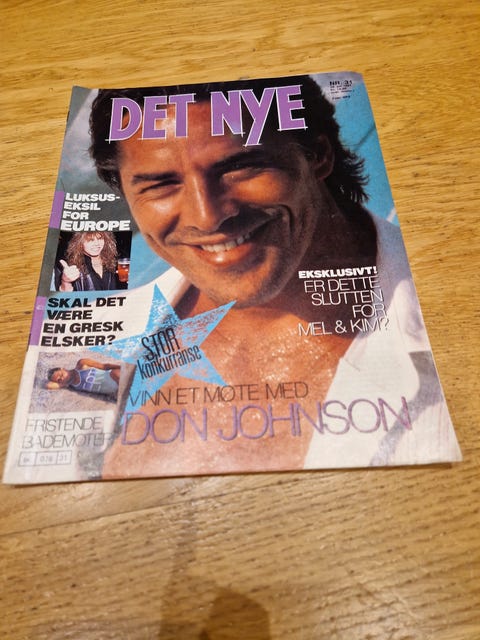 DET NYE
NR. 31
LUKSUS-
EKSIL
FOR
EUROPE
SKAL DET
VÆRE
EN GRESK
ELSKER?
EKSKLUSIVT!
ER DETTE
SLUTTEN
FOR
MEL & KIM?
STOR
konkurranse
VINN ET MØTE MED
DON JOHNSON
FRISTENDE
BADEMOTER